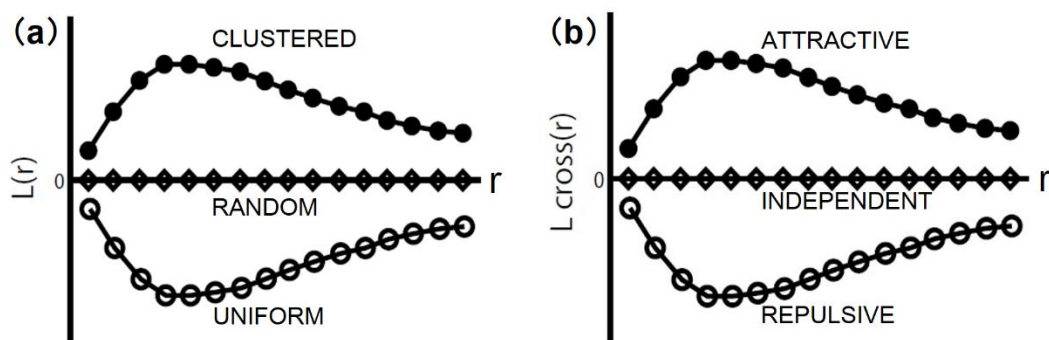 (a)
CLUSTERED
L(r)
0
r
RANDOM
UNIFORM
(b)
ATTRACTIVE
L cross(r)
0
r
INDEPENDENT
REPULSIVE